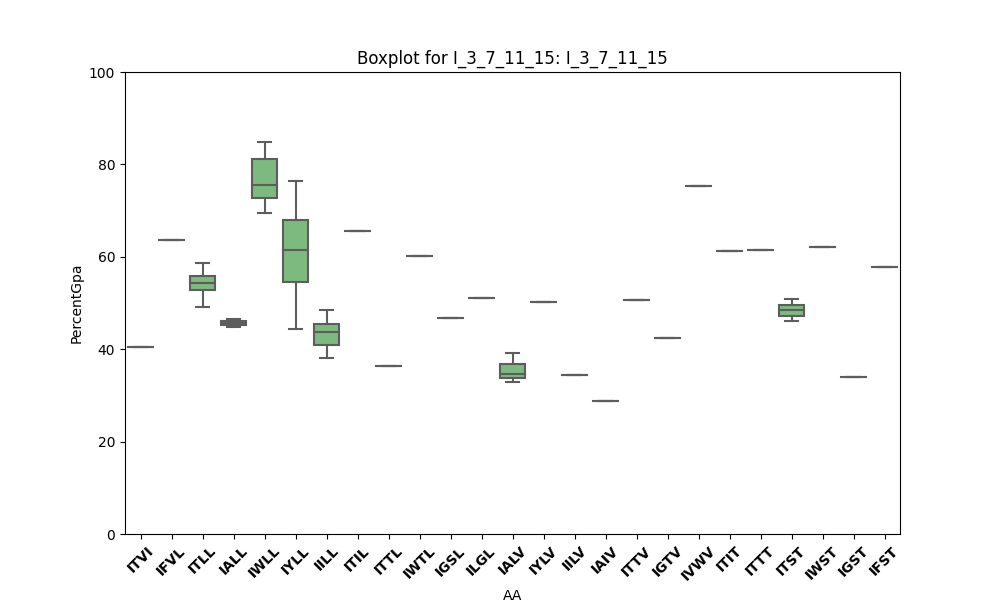 Boxplot for I_3_7_11_15: I_3_7_11_15
100
80
60
40
20
0
PercentGpa
ITVI IFVL ITLL IALL IWLL IYLL IILL ITIL ITTL IWTL IGSL ILGL IALV IYLV IILV IAIV ITTV IGTV IVWV ITIT ITTT ITST IWST IGST IFST
AA